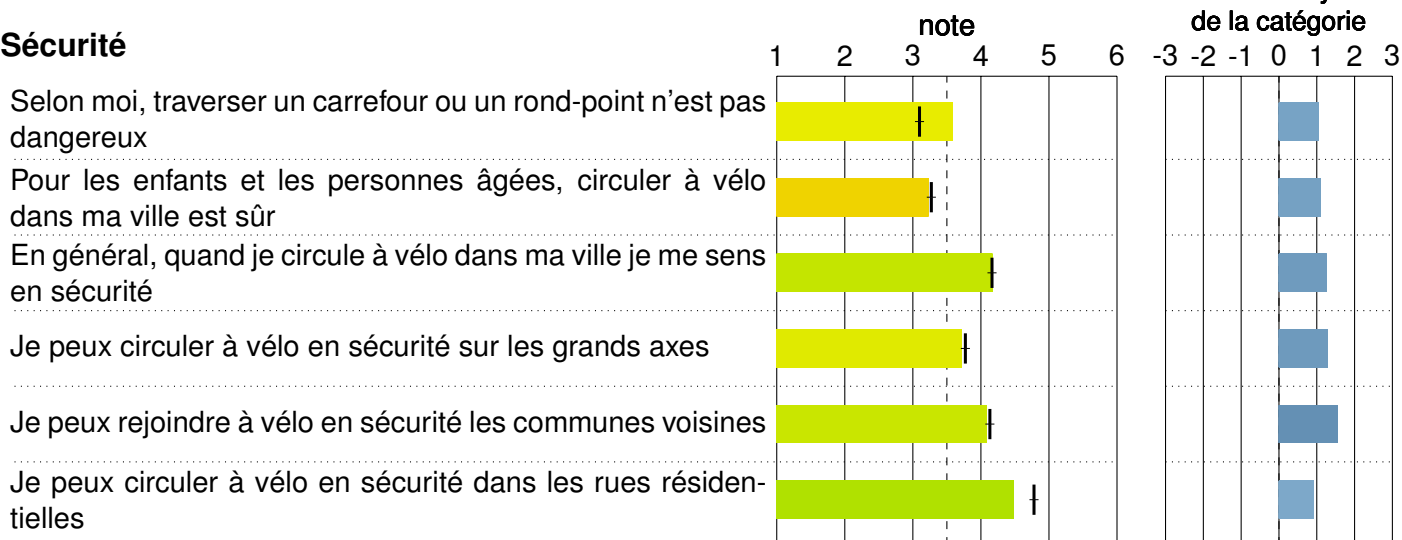 note
de la catégorie
Sécurité
1 2 3 4 5 6
-3 -2 -1 0 1 2 3
Selon moi, traverser un carrefour ou un rond-point n'est pas
dangereux
Pour les enfants et les personnes âgées, circuler à vélo
dans ma ville est sûr
En général, quand je circule à vélo dans ma ville je me sens
en sécurité
Je peux circuler à vélo en sécurité sur les grands axes
Je peux rejoindre à vélo en sécurité les communes voisines
Je peux circuler à vélo en sécurité dans les rues résiden-
tielles